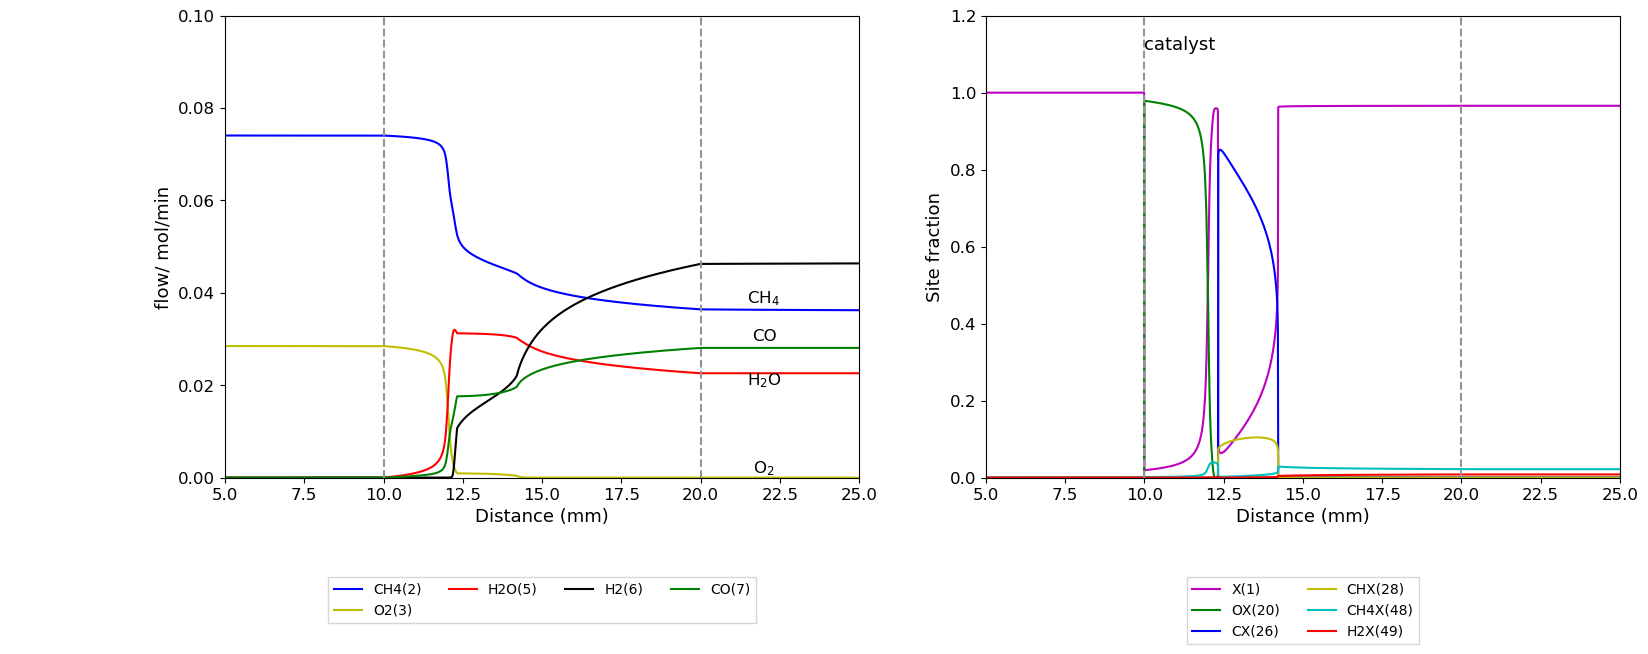 0.10
0.08
0.06
0.04
0.02
0.00
flow/ mol/min
CH₄
CO
H₂O
O₂
5.0 7.5 10.0 12.5 15.0 17.5 20.0 22.5 25.0
Distance (mm)
CH4(2) H2O(5) H2(6) CO(7)
O2(3)
1.2
1.0
0.8
0.6
0.4
0.2
0.0
Site fraction
catalyst
5.0 7.5 10.0 12.5 15.0 17.5 20.0 22.5 25.0
Distance (mm)
X(1) CHX(28)
OX(20) CH4X(48)
CX(26) H2X(49)